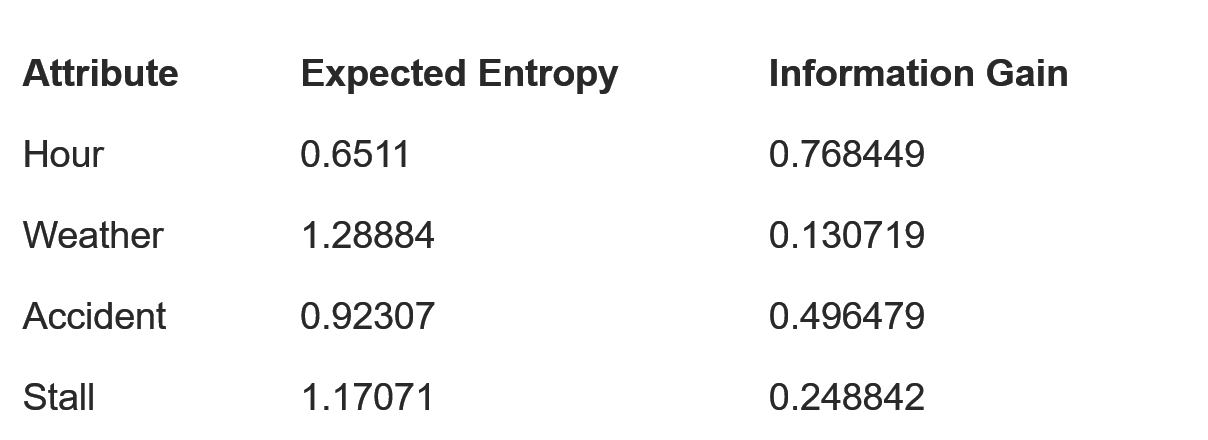 Attribute Expected Entropy Information Gain
Hour 0.6511 0.768449
Weather 1.28884 0.130719
Accident 0.92307 0.496479
Stall 1.17071 0.248842